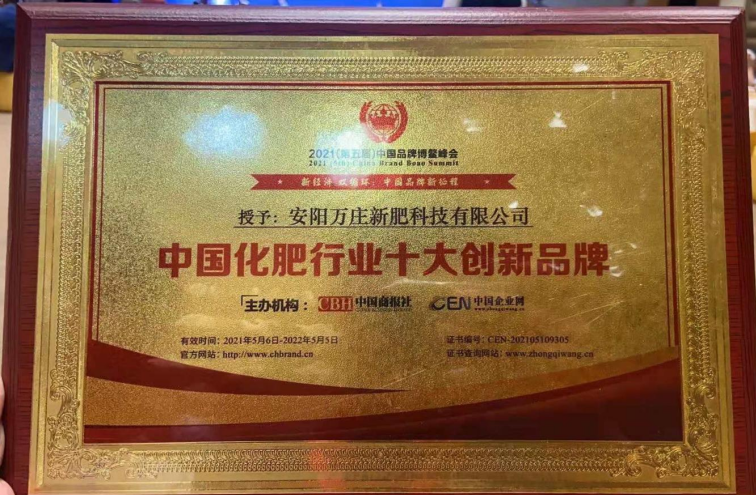 2021(第五届)中国品牌博鳌峰会
2021 China Brand Boao Summit
新经济 双循环：中国品牌新征程
授予：安阳万庄新肥科技有限公司
中国化肥行业十大创新品牌
「主办机构： CBH 中国商报社 CEN 中国企业网
有效时间：2021年5月6日-2022年5月5日
证书编号：CEN-202105109305
官方网站：http://www.chbrand.cn
证书查询网站：www.zhongqiwang.cn